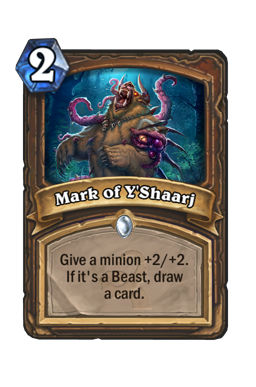 2
Mark of Y'Shaarj
Give a minion +2/+2.
If it's a Beast, draw
a card.